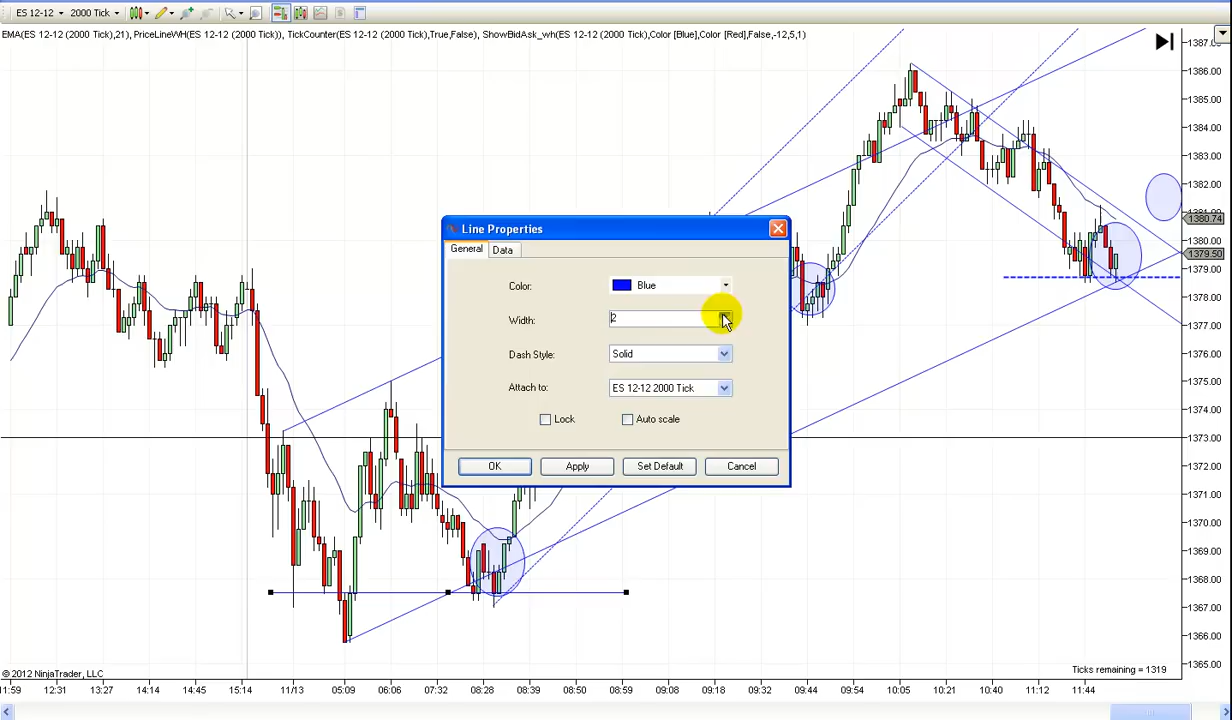 ES 12-12 2000 Tick
EMA(ES 12-12 (2000 Tick),21), PriceLineWH(ES 12-12 (2000 Tick)), TickCounter(ES 12-12 (2000 Tick),True,False), ShowBidAsk_wh(ES 12-12 (2000 Tick),Color [Blue],Color [Red],False,-12,5,1)
1387.00
1386.00
1385.00
1384.00
1383.00
1382.00
1380.74
1380.00
1379.50
1379.00
1378.00
1377.00
1376.00
1375.00
1374.00
1373.00
1372.00
1371.00
1370.00
1369.00
1368.00
1367.00
1366.00
1365.00
Line Properties
General Data
Color: Blue
Width: 2
Dash Style: Solid
Attach to: ES 12-12 2000 Tick
Lock Auto scale
OK Apply Set Default Cancel
© 2012 NinjaTrader, LLC
Ticks remaining = 1319
11:59 12:31 13:27 14:14 14:45 15:14 11/13 05:09 06:06 07:32 08:28 08:39 08:50 08:59 09:08 09:18 09:32 09:44 09:54 10:05 10:21 10:40 11:12 11:44